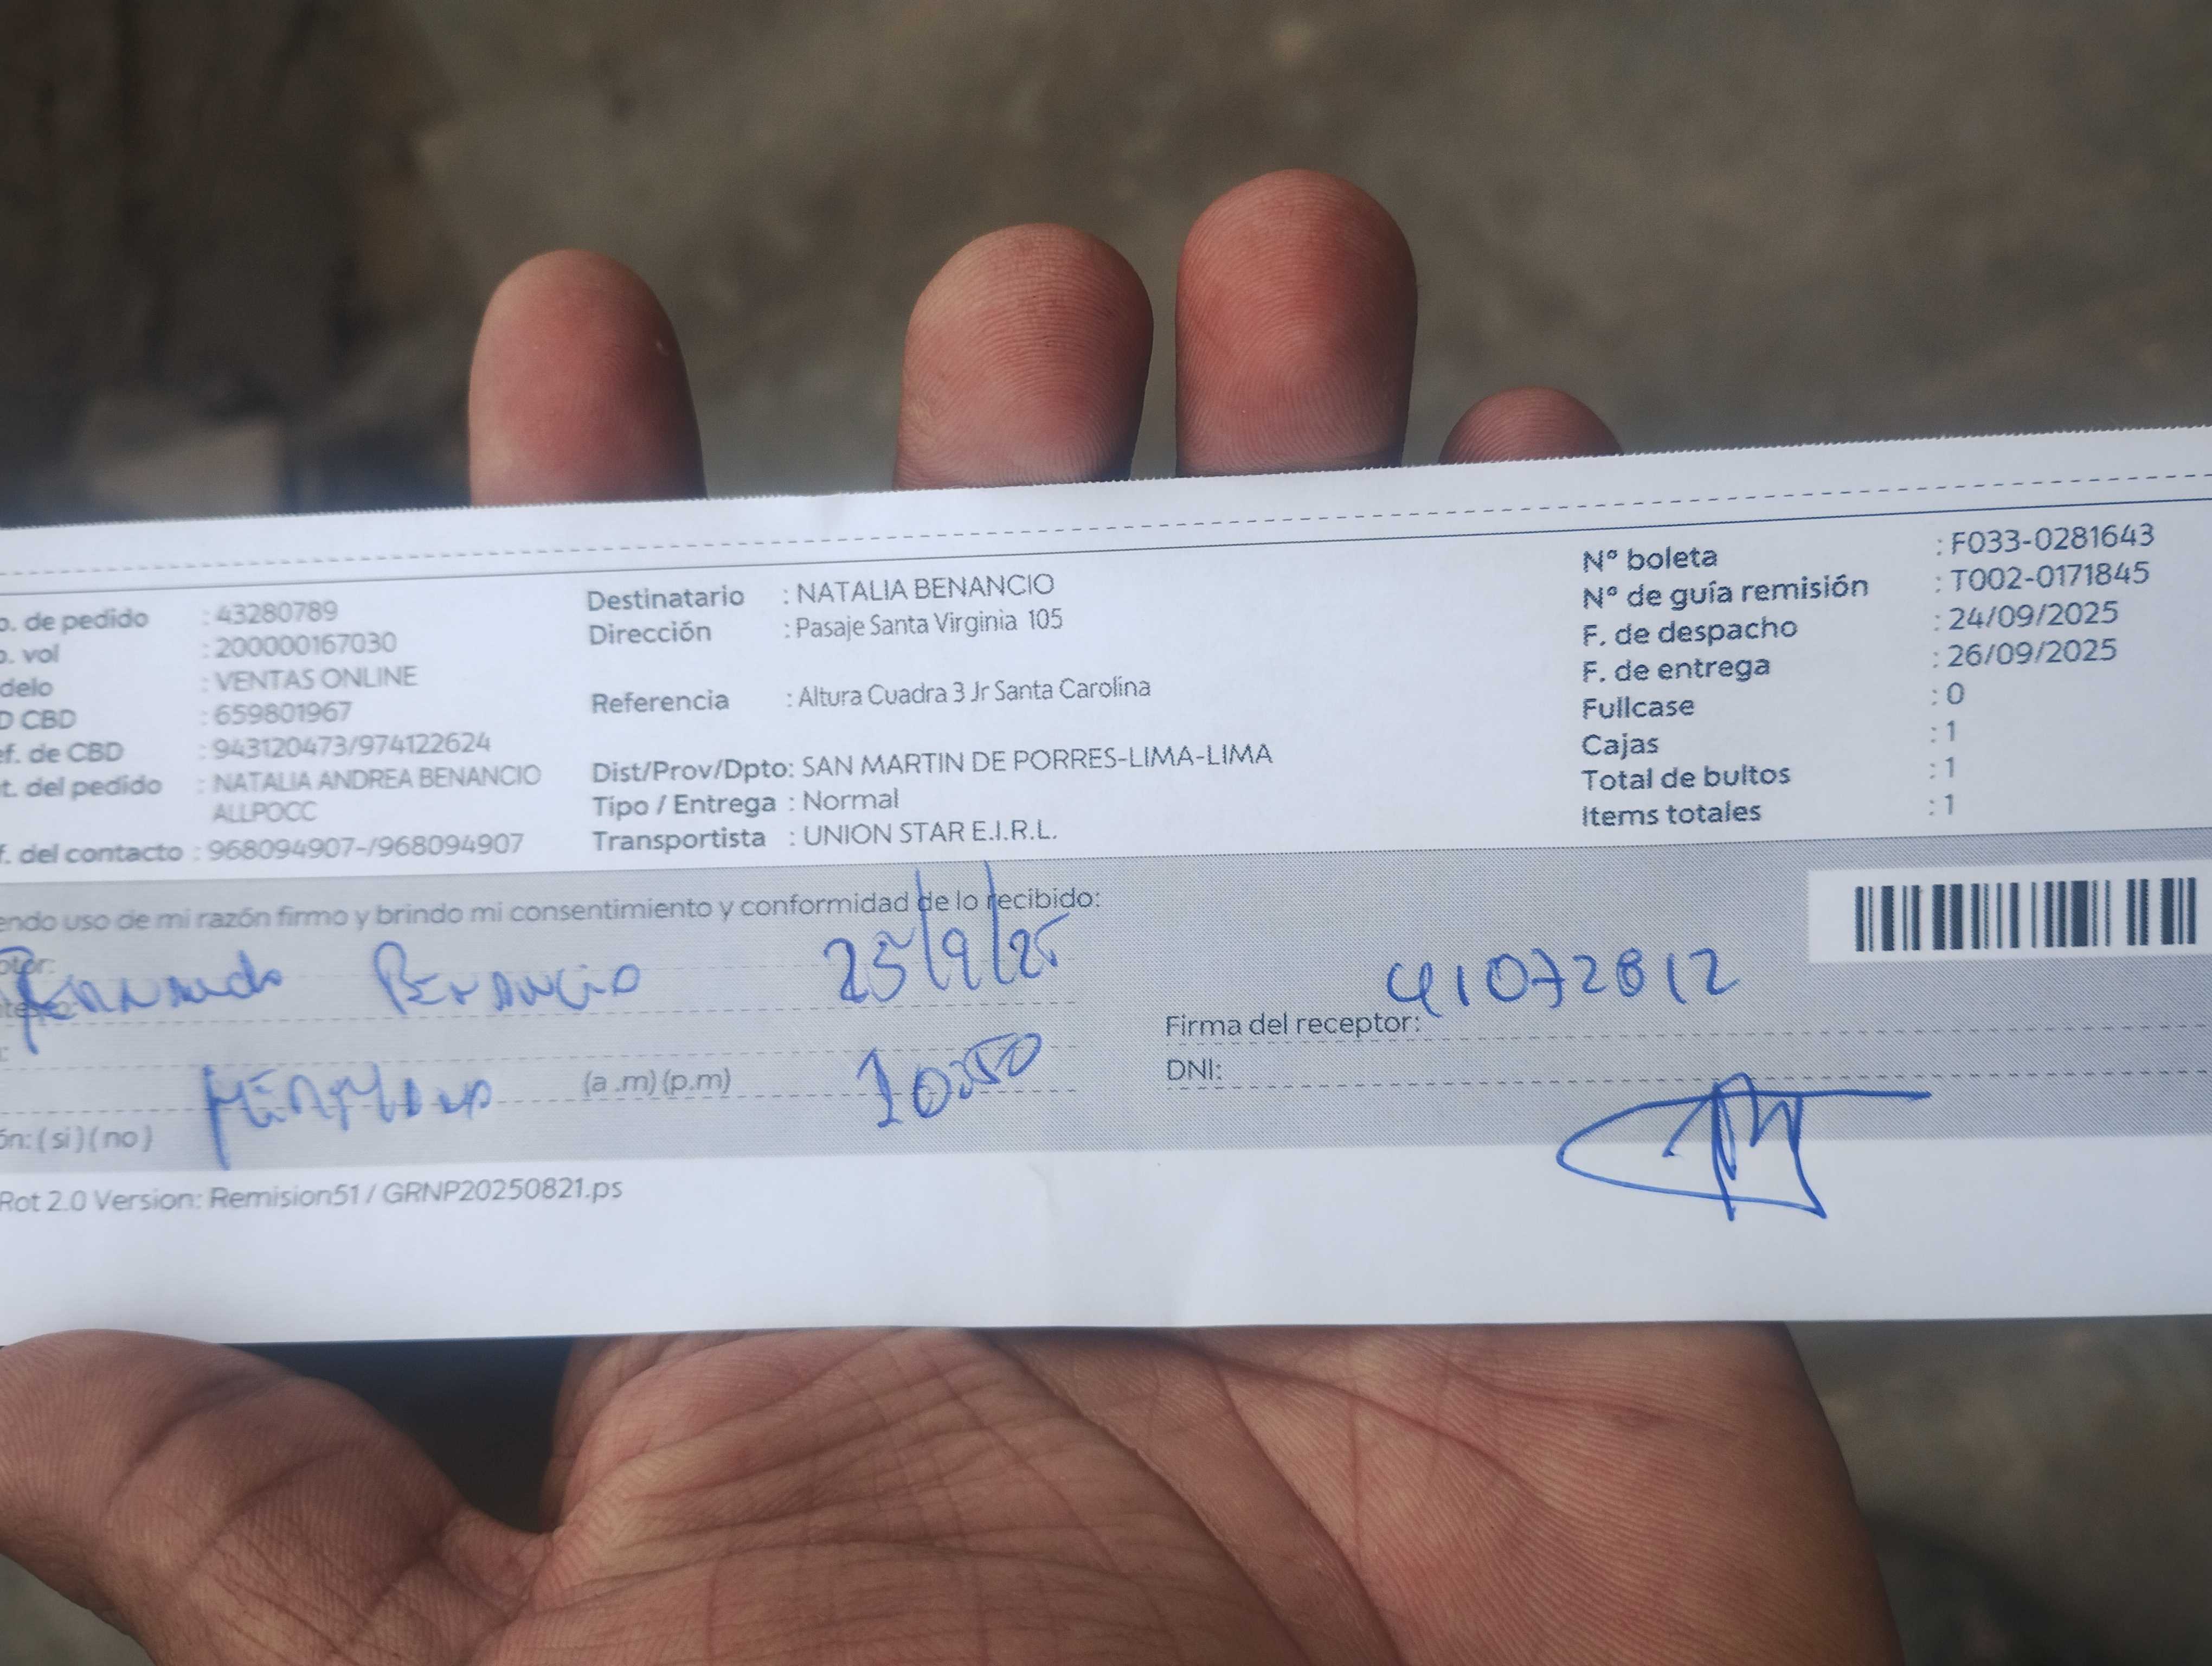 o. de pedido : 43280789
o. vol : 200000167030
delo : VENTAS ONLINE
D CBD : 659801967
ef. de CBD : 943120473/974122624
t. del pedido : NATALIA ANDREA BENANCIO
ALLPOCC
f. del contacto : 968094907-/968094907
Destinatario : NATALIA BENANCIO
Dirección : Pasaje Santa Virginia 105
Referencia : Altura Cuadra 3 Jr Santa Carolina
Dist/Prov/Dpto: SAN MARTIN DE PORRES-LIMA-LIMA
Tipo / Entrega : Normal
Transportista : UNION STAR E.I.R.L.
Nº boleta : F033-0281643
Nº de guía remisión : T002-0171845
F. de despacho : 24/09/2025
F. de entrega : 26/09/2025
Fullcase : 0
Cajas : 1
Total de bultos : 1
Items totales : 1
endo uso de mi razón firmo y brindo mi consentimiento y conformidad de lo recibido:
Fernando Benancio 25/9/25
41072812
Firma del receptor:
Hermano (a .m) (p.m) 10:50
DNI:
ón: ( si ) ( no )
Rot 2.0 Version: Remision51 / GRNP20250821.ps